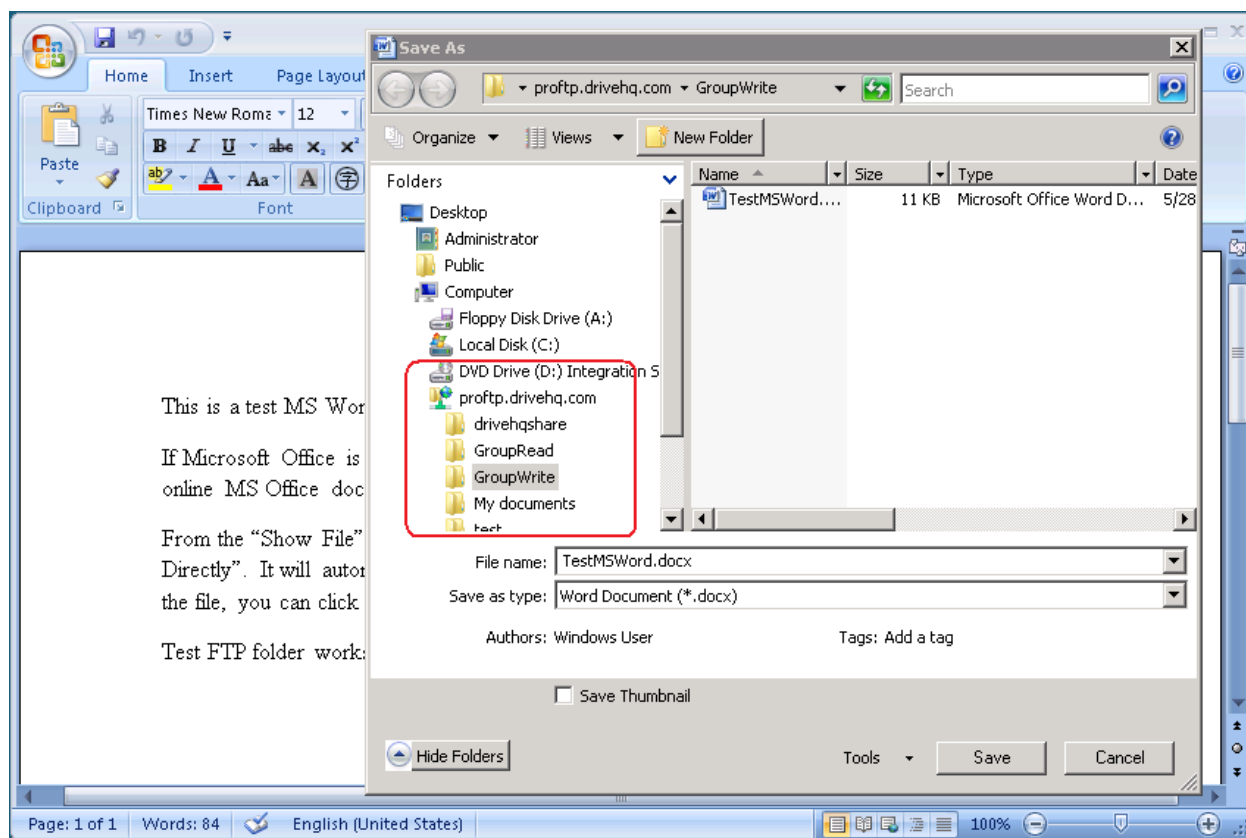 Save As
Home Insert Page Layout
proftp.drivehq.com GroupWrite Search
Times New Roma 12
Organize Views New Folder
B I U abe x₂ x²
Paste
ab Aa A 字
Clipboard Font
Folders
Name Size Type Date
Desktop
TestMSWord.... 11 KB Microsoft Office Word D... 5/28
Administrator
Public
Computer
Floppy Disk Drive (A:)
Local Disk (C:)
DVD Drive (D:) Integration S
proftp.drivehq.com
drivehqshare
GroupRead
GroupWrite
My documents
test
This is a test MS Wor
If Microsoft Office is
online MS Office doc
From the “Show File”
Directly”. It will autor
the file, you can click
Test FTP folder works
File name: TestMSWord.docx
Save as type: Word Document (*.docx)
Authors: Windows User Tags: Add a tag
Save Thumbnail
Hide Folders Tools Save Cancel
Page: 1 of 1 Words: 84 English (United States) 100%